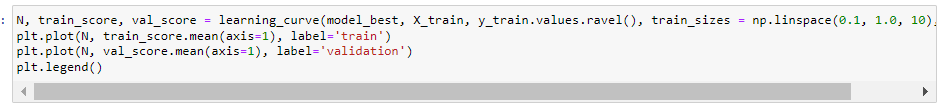 : N, train_score, val_score = learning_curve(model_best, X_train, y_train.values.ravel(), train_sizes = np.linspace(0.1, 1.0, 10),
plt.plot(N, train_score.mean(axis=1), label='train')
plt.plot(N, val_score.mean(axis=1), label='validation')
plt.legend()